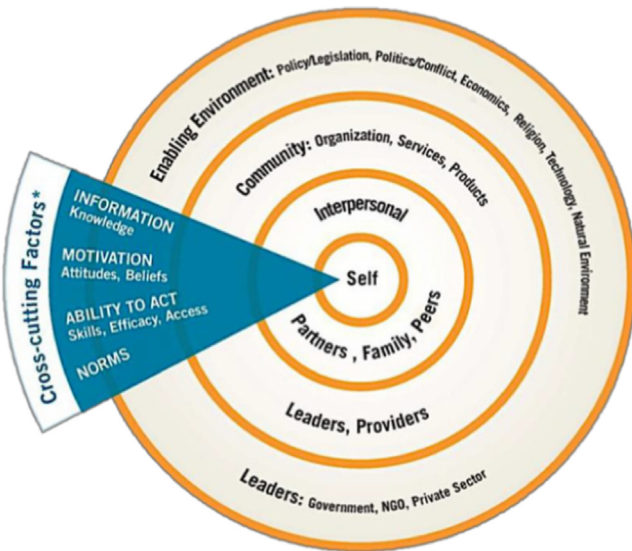 Enabling Environment: Policy/Legislation, Politics/Conflict, Economics, Religion, Technology, Natural Environment
Community: Organization, Services, Products
Interpersonal
Self
Partners , Family, Peers
Leaders, Providers
Leaders: Government, NGO, Private Sector
Cross-cutting Factors*
INFORMATION
Knowledge
MOTIVATION
Attitudes, Beliefs
ABILITY TO ACT
Skills, Efficacy, Access
NORMS